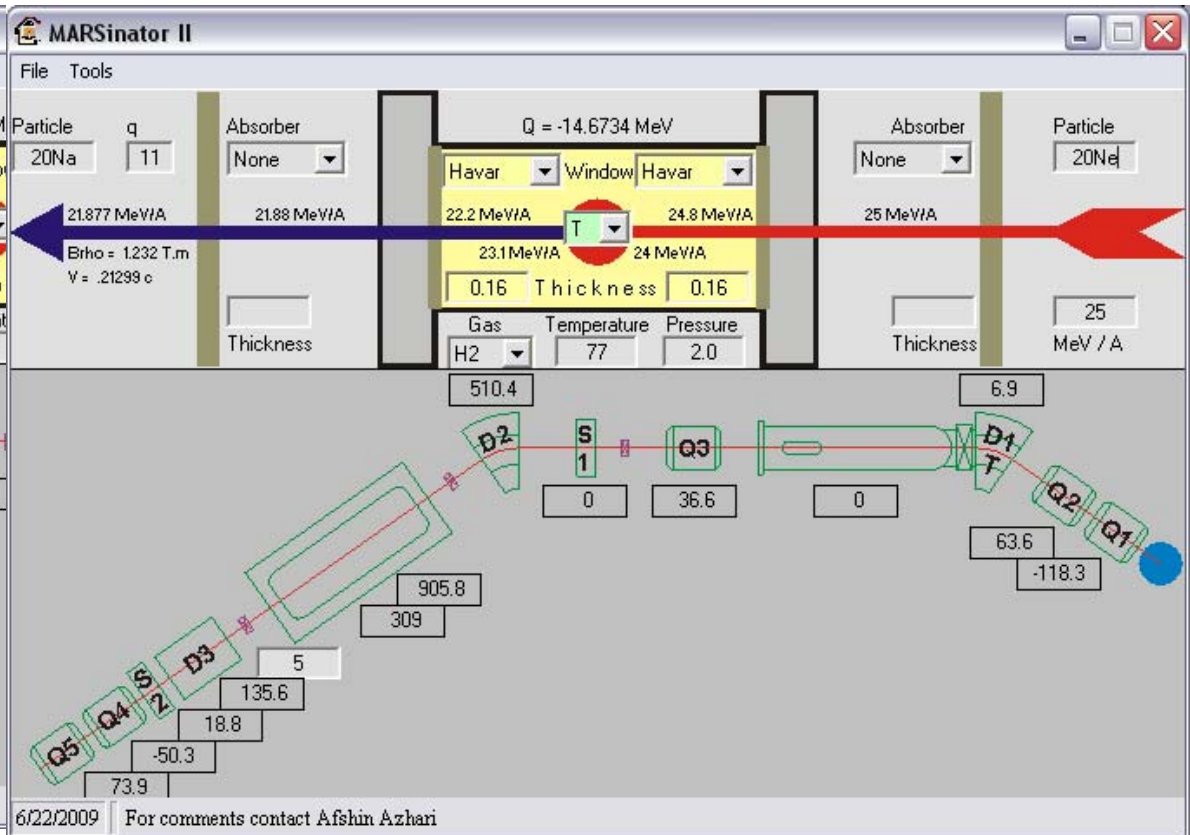 MARSinator II
File Tools
Particle q Absorber Q = -14.6734 MeV Absorber Particle
20Na 11 None Havar Window Havar None 20Ne
21.877 MeV/A 21.88 MeV/A 22.2 MeV/A T 24.8 MeV/A 25 MeV/A
Brho = 1.232 T.m 23.1 MeV/A 24 MeV/A
V = .21299 c
0.16 Thickness 0.16
Gas Temperature Pressure 25
Thickness H2 77 2.0 Thickness MeV / A
510.4 6.9
D2 S 1 Q3 D1 T
0 36.6 0 Q2 Q1
63.6
-118.3
905.8
309
D3 5
S 2 135.6
Q4 18.8
Q5 -50.3
73.9
6/22/2009 For comments contact Afshin Azhari